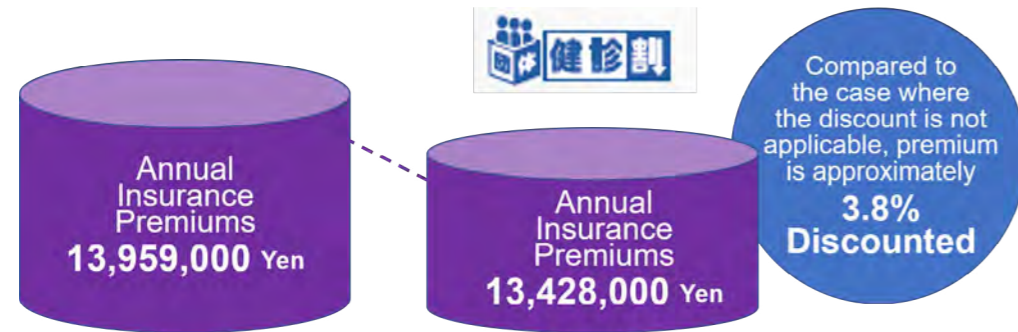 団体
健診割
Annual
Insurance
Premiums
13,959,000 Yen
Annual
Insurance
Premiums
13,428,000 Yen
Compared to
the case where
the discount is not
applicable, premium
is approximately
3.8%
Discounted